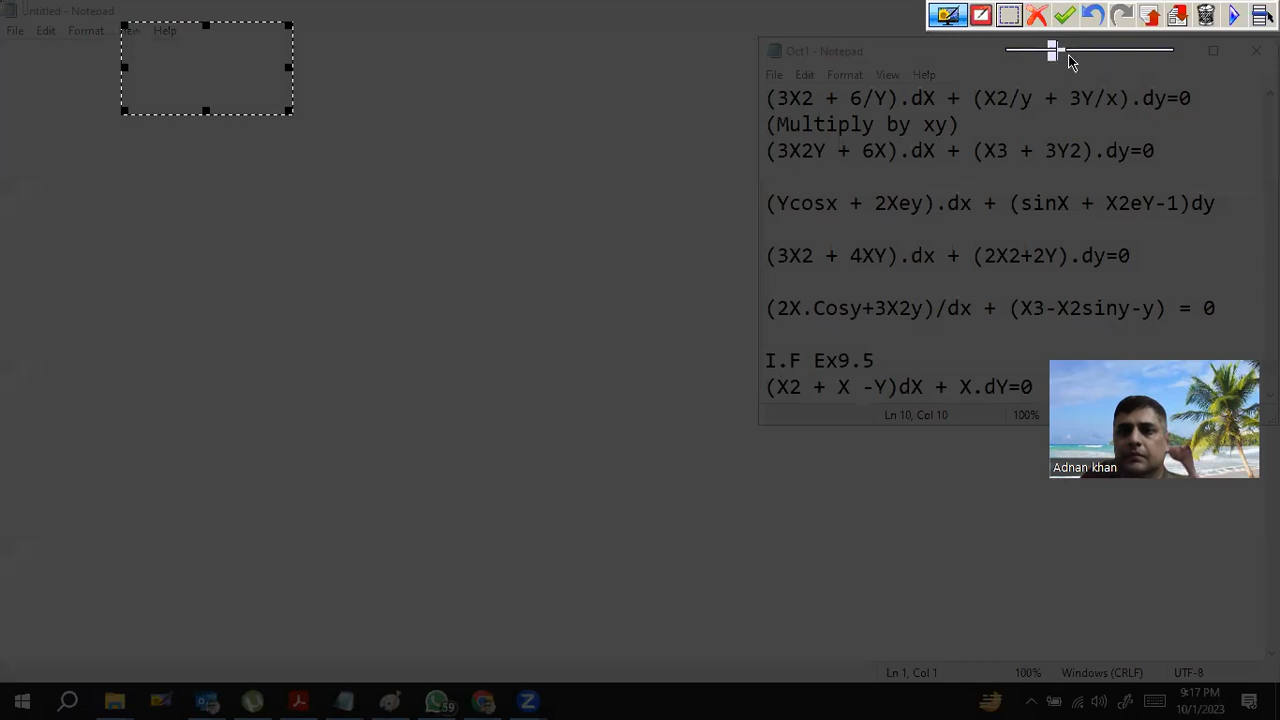 Untitled - Notepad
File Edit Format View Help
Oct1 - Notepad
File Edit Format View Help
(3X2 + 6/Y).dX + (X2/y + 3Y/x).dy=0
(Multiply by xy)
(3X2Y + 6X).dX + (X3 + 3Y2).dy=0
(Ycosx + 2Xey).dx + (sinX + X2eY-1)dy
(3X2 + 4XY).dx + (2X2+2Y).dy=0
(2X.Cosy+3X2y)/dx + (X3-X2siny-y) = 0
I.F Ex9.5
(X2 + X -Y)dX + X.dY=0
Ln 10, Col 10 100%
Adnan khan
Ln 1, Col 1 100% Windows (CRLF) UTF-8
59
9:17 PM
10/1/2023